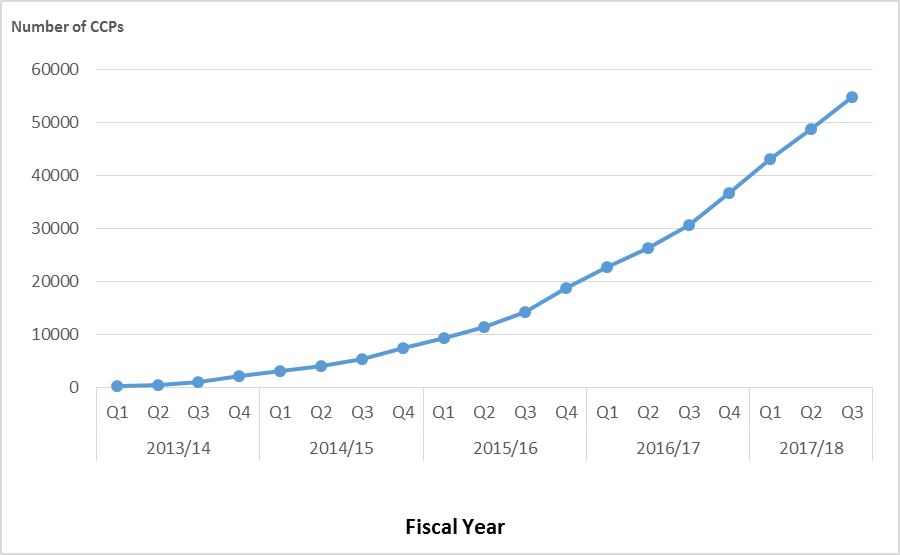 Number of CCPs
60000
50000
40000
30000
20000
10000
0
Q1 Q2 Q3 Q4 Q1 Q2 Q3 Q4 Q1 Q2 Q3 Q4 Q1 Q2 Q3 Q4 Q1 Q2 Q3
2013/14 2014/15 2015/16 2016/17 2017/18
Fiscal Year